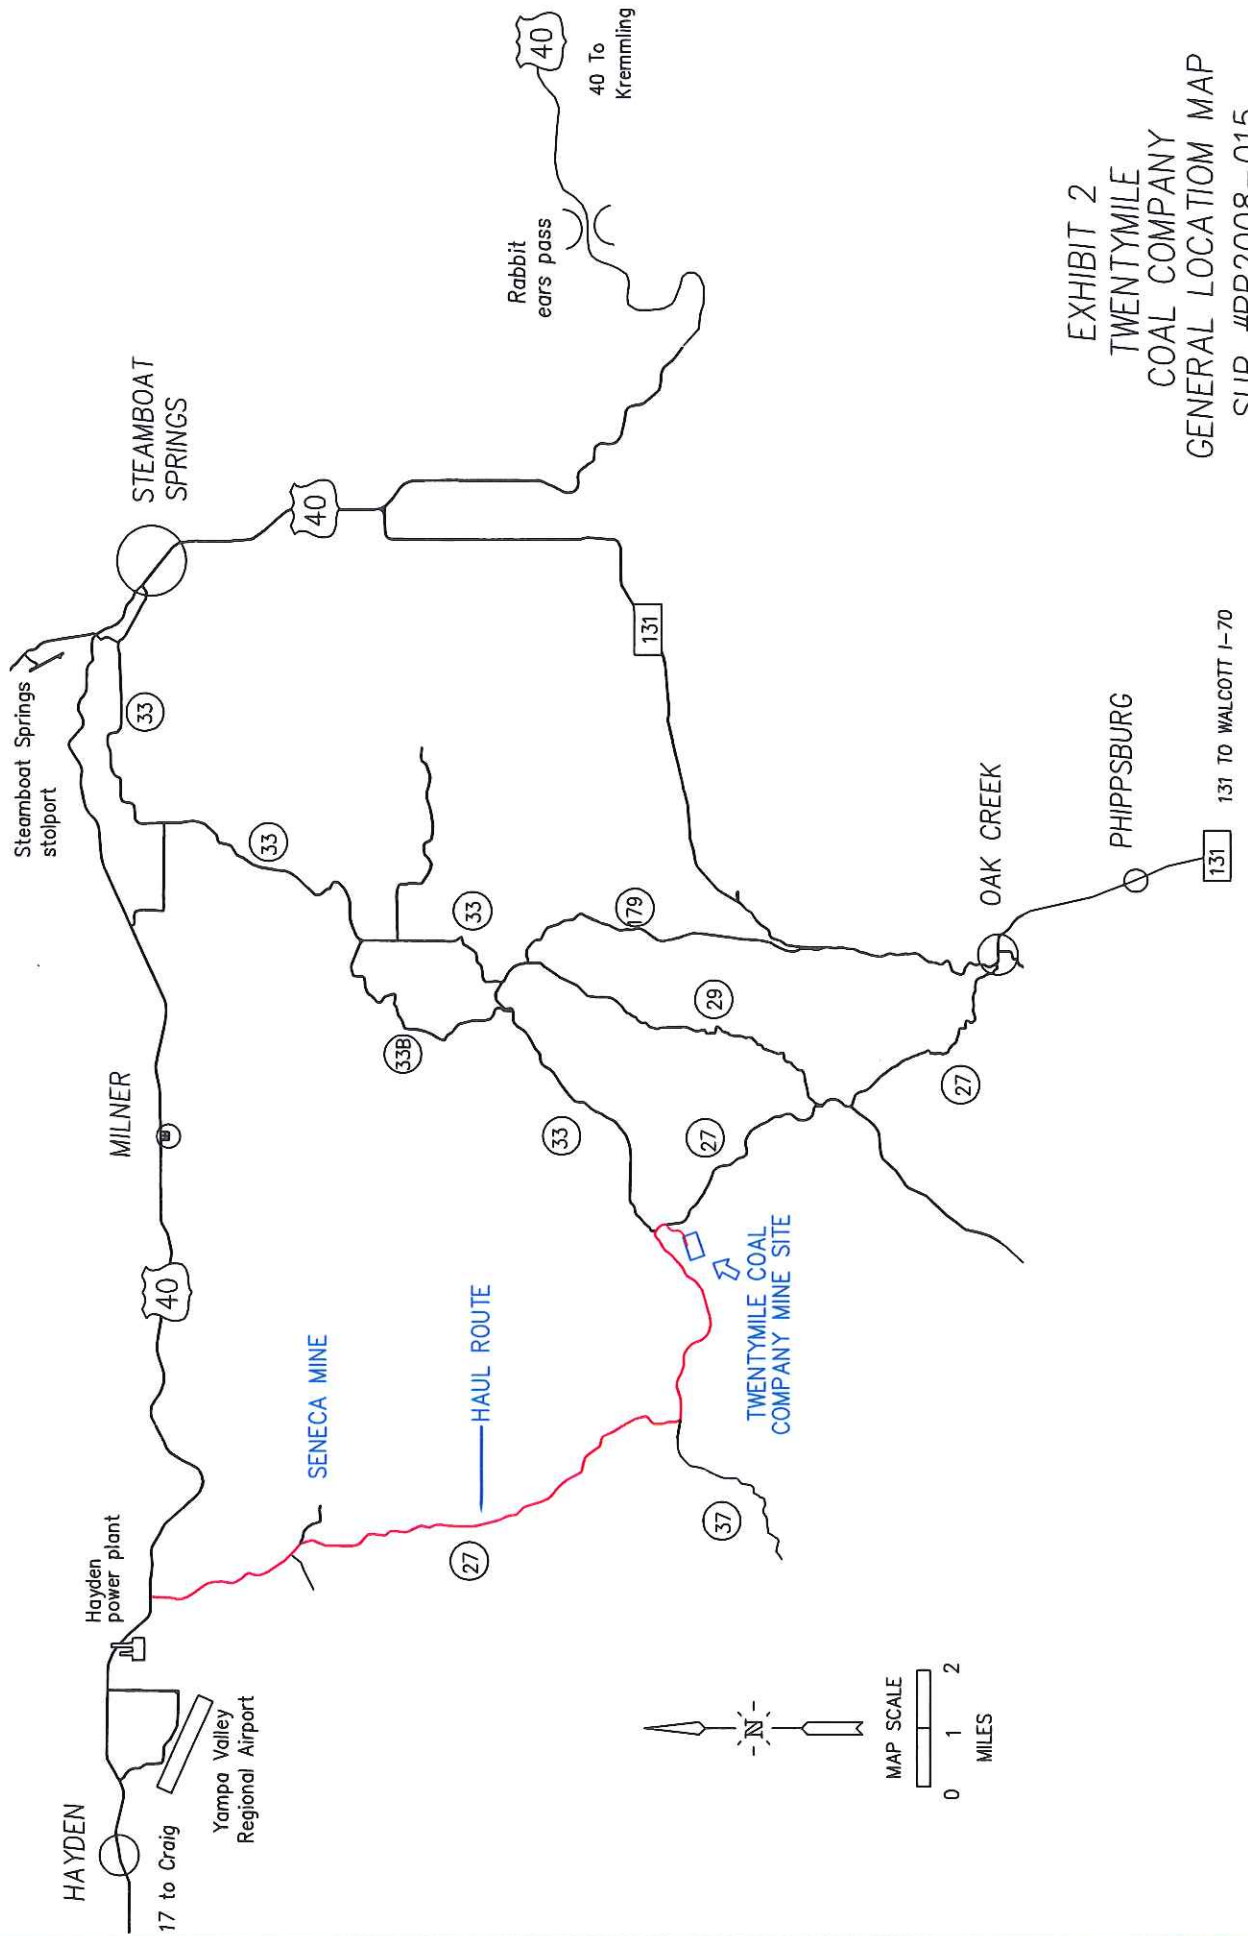 HAYDEN
17 to Craig
Yampa Valley
Regional Airport
Hayden
power plant
40
MILNER
Steamboat Springs
stolport
STEAMBOAT
SPRINGS
33
33
33
33B
33
40
Rabbit
ears pass
40
40 To
Kremmling
SENECA MINE
HAUL ROUTE
27
37
27
29
179
131
27
TWENTYMILE COAL
COMPANY MINE SITE
OAK CREEK
PHIPPSBURG
131
131 TO WALCOTT I-70
N
MAP SCALE
0 1 2
MILES
EXHIBIT 2
TWENTYMILE
COAL COMPANY
GENERAL LOCATIOM MAP
SUP #PP2008-015